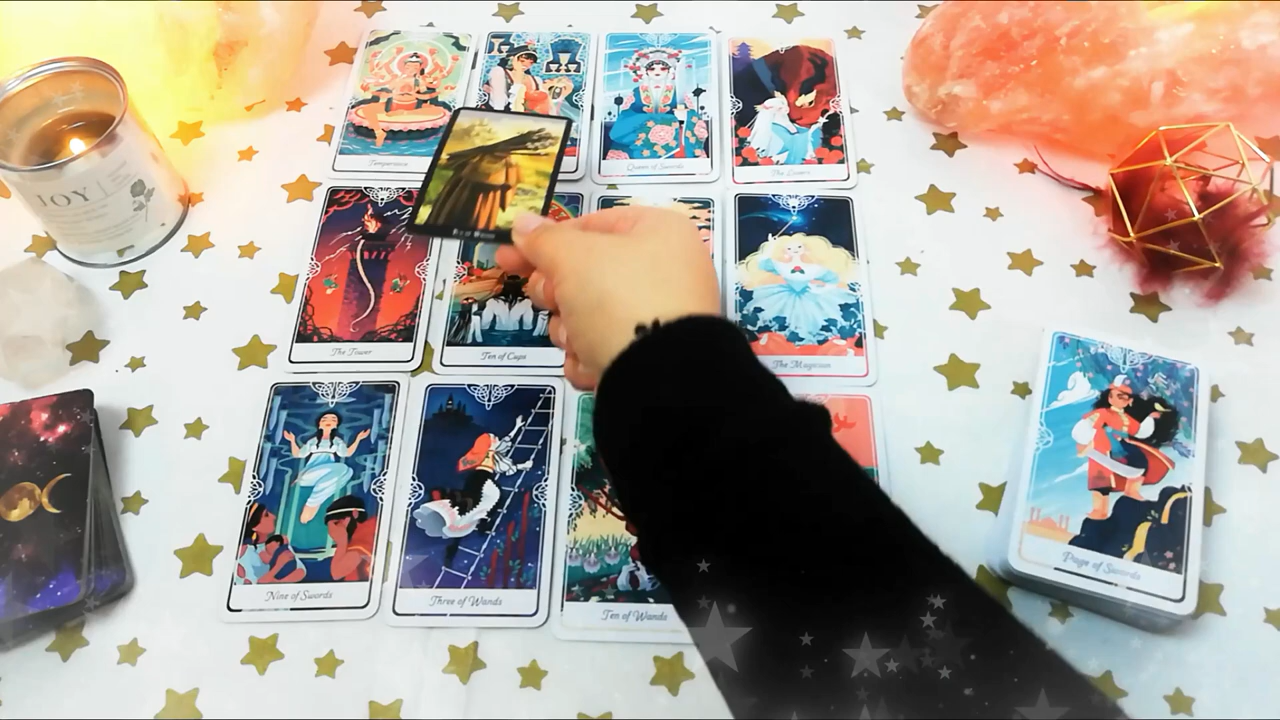 Temperance
Queen of Swords
The Lovers
JOY
The Tower
Ten of Cups
The Magician
Nine of Swords
Three of Wands
Ten of Wands
Page of Swords